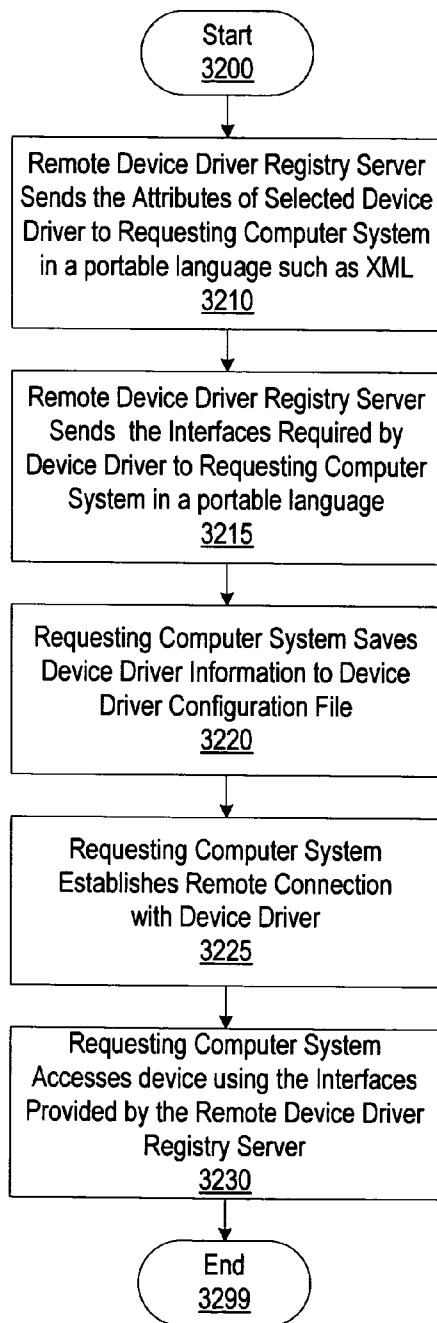 Start
3200
Remote Device Driver Registry Server
Sends the Attributes of Selected Device
Driver to Requesting Computer System
in a portable language such as XML
3210
Remote Device Driver Registry Server
Sends the Interfaces Required by
Device Driver to Requesting Computer
System in a portable language
3215
Requesting Computer System Saves
Device Driver Information to Device
Driver Configuration File
3220
Requesting Computer System
Establishes Remote Connection
with Device Driver
3225
Requesting Computer System
Accesses device using the Interfaces
Provided by the Remote Device Driver
Registry Server
3230
End
3299